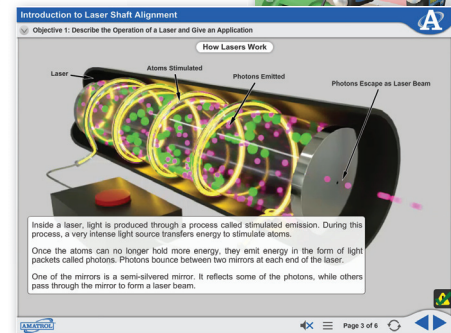 Introduction to Laser Shaft Alignment
A
Objective 1: Describe the Operation of a Laser and Give an Application
How Lasers Work
Atoms Stimulated
Laser
Photons Emitted
Photons Escape as Laser Beam
Inside a laser, light is produced through a process called stimulated emission. During this
process, a very intense light source transfers energy to stimulate atoms.
Once the atoms can no longer hold more energy, they emit energy in the form of light
packets called photons. Photons bounce between two mirrors at each end of the laser.
One of the mirrors is a semi-silvered mirror. It reflects some of the photons, while others
pass through the mirror to form a laser beam.
AMATROL
Page 3 of 6